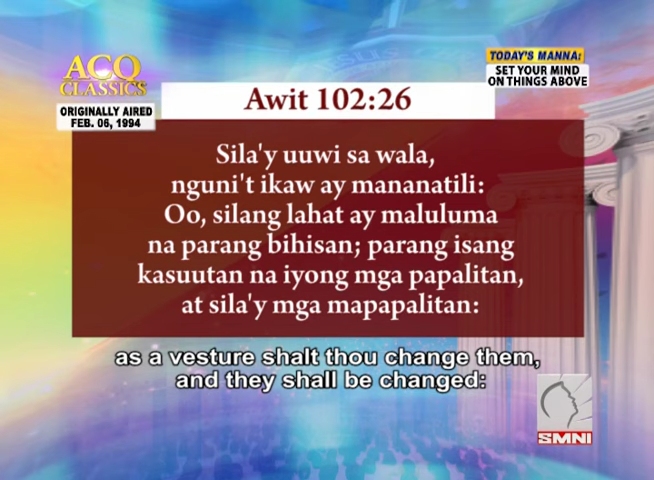 ACQ
CLASSICS
ORIGINALLY AIRED
FEB. 06, 1994
TODAY'S MANNA:
SET YOUR MIND
ON THINGS ABOVE
Awit 102:26
Sila'y uuwi sa wala,
nguni't ikaw ay mananatili:
Oo, silang lahat ay maluluma
na parang bihisan; parang isang
kasuutan na iyong mga papalitan,
at sila'y mga mapapalitan:
as a vesture shalt thou change them,
and they shall be changed:
SMNI